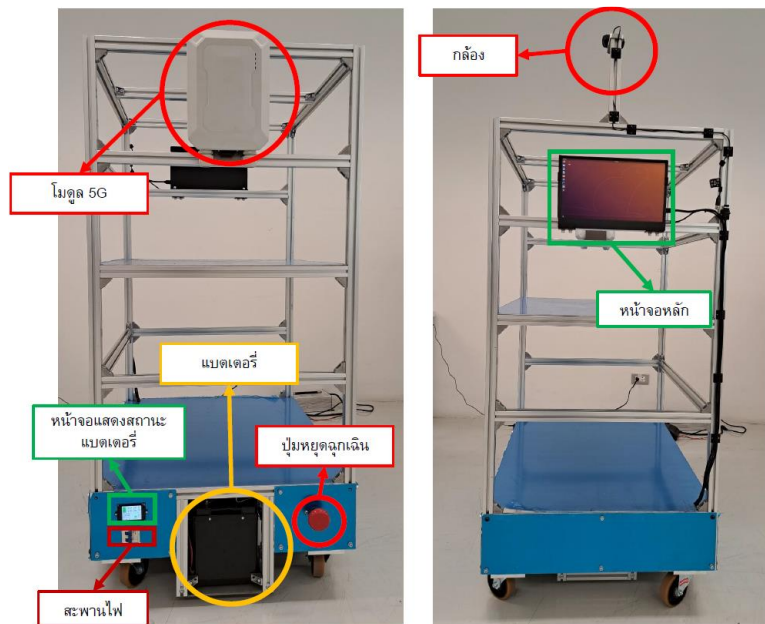 กล้อง
โมดูล 5G
หน้าจอหลัก
แบตเตอรี่
หน้าจอแสดงสถานะ
แบตเตอรี่
ปุ่มหยุดฉุกเฉิน
สะพานไฟ